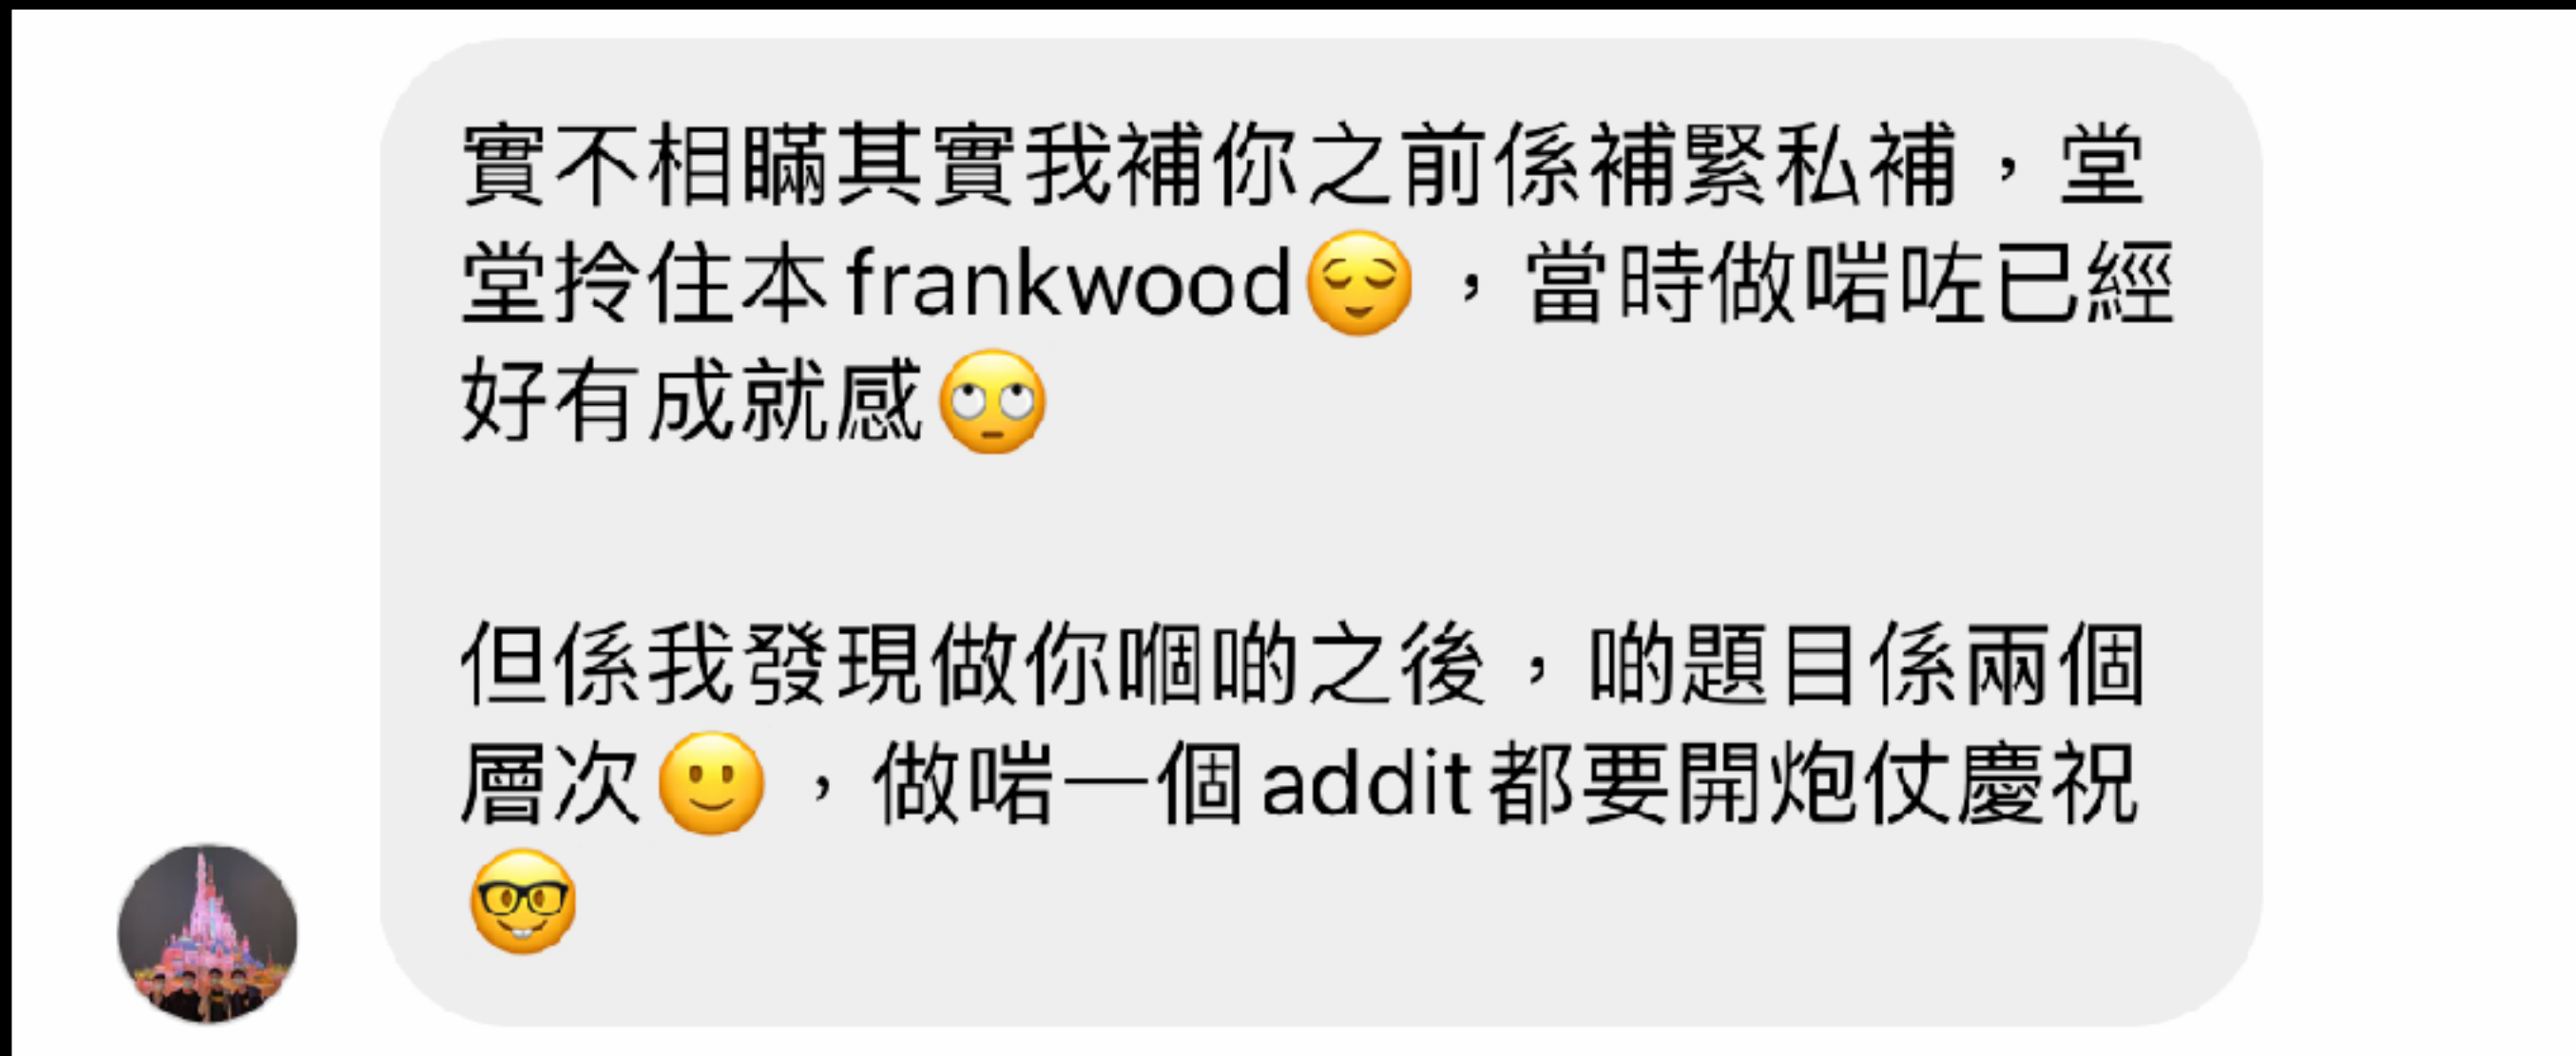 實不相瞞其實我補你之前係補緊私補，堂
堂拎住本frankwood😌，當時做啱咗已經
好有成就感🙄
但係我發現做你嗰啲之後，啲題目係兩個
層次🙂，做啱一個addit都要開炮仗慶祝
🤓